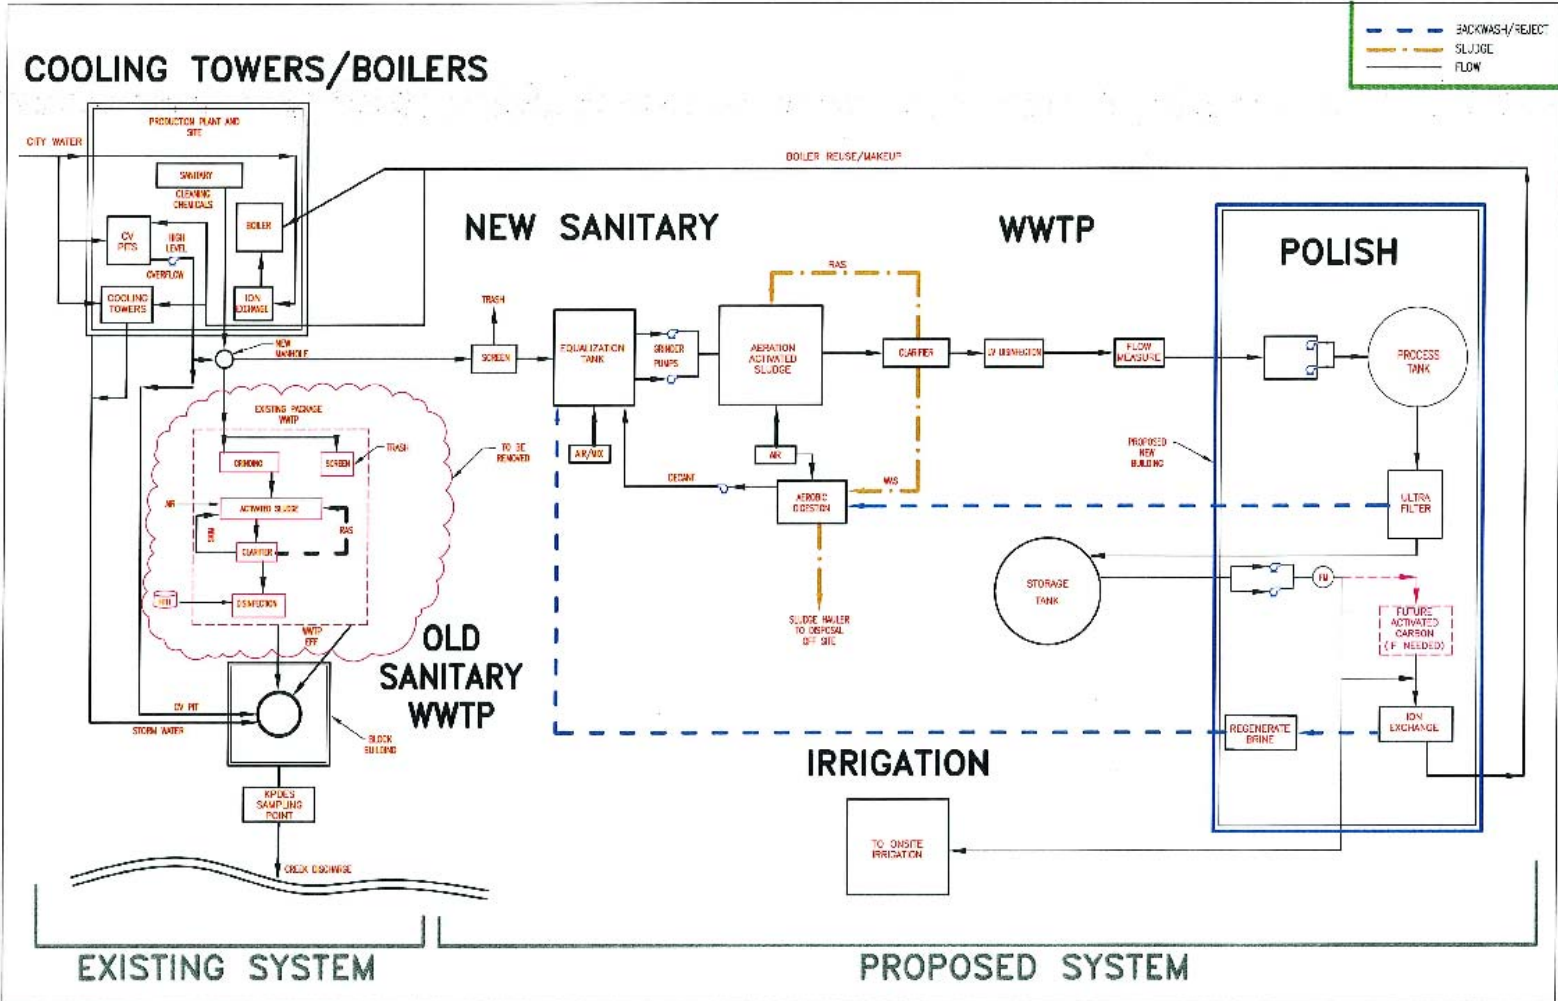 BACKWASH/REJECT
SLUDGE
FLOW
COOLING TOWERS/BOILERS
PRODUCTION PLANT AND
SITE
CITY WATER
SANITARY
CLEANING
CHEMICALS
CV
PITS
HIGH
LEVEL
OVERFLOW
BOILER
COOLING
TOWERS
ION
EXCHANGE
NEW
MANHOLE
BOILER REUSE/MAKEUP
NEW SANITARY
WWTP
POLISH
TRASH
SCREEN
EQUALIZATION
TANK
GRINDER
PUMPS
AIR/MIX
RAS
AERATION
ACTIVATED
SLUDGE
CLARIFIER
UV DISINFECTION
FLOW
MEASURE
PROCESS
TANK
AIR
DECANT
WAS
AEROBIC
DIGESTION
SLUDGE HAULER
TO DISPOSAL
OFF SITE
PROPOSED
NEW
BUILDING
ULTRA
FILTER
STORAGE
TANK
FM
FUTURE
ACTIVATED
CARBON
(IF NEEDED)
REGENERATE
BRINE
ION
EXCHANGE
EXISTING PACKAGE
WWTP
TO BE
REMOVED
GRINDING
SCREEN
TRASH
AIR
ACTIVATED SLUDGE
RAS
CLARIFIER
DISINFECTION
WWTP
EFF
OLD
SANITARY
WWTP
CV PIT
STORM WATER
BLOCK
BUILDING
KPDES
SAMPLING
POINT
CREEK DISCHARGE
IRRIGATION
TO ONSITE
IRRIGATION
EXISTING SYSTEM
PROPOSED SYSTEM